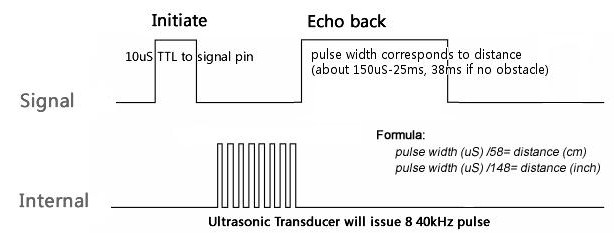 Initiate
Echo back
10uS TTL to signal pin
pulse width corresponds to distance
(about 150uS-25ms, 38ms if no obstacle)
Signal
Formula:
pulse width (uS) /58= distance (cm)
pulse width (uS) /148= distance (inch)
Internal
Ultrasonic Transducer will issue 8 40kHz pulse